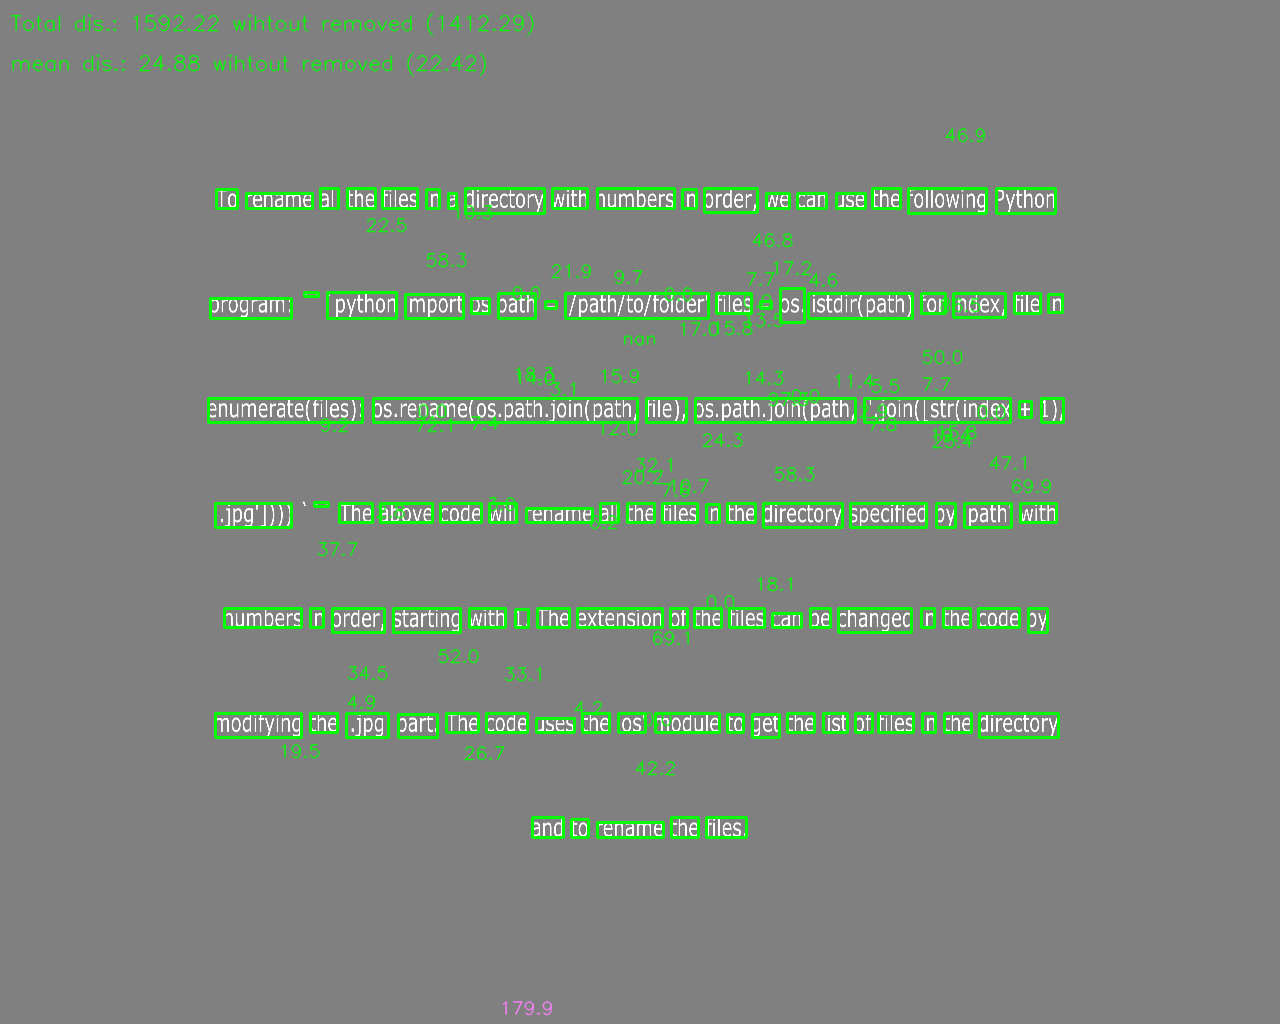 Total dis.: 1592.22 wihtout removed (1412.29)
mean dis.: 24.88 wihtout removed (22.42)
46.9
To rename all the files in a directory with numbers in order, we can use the following Python
22.5
46.8
58.3 21.9 9.7 7.7 17.2 4.6
program: ``` python import os path = '/path/to/folder' files = os.listdir(path) for index, file in
nan 17.0 15.8 13.5
50.0
15.9 3.1 14.3 11.4 5.5 7.7
enumerate(files): os.rename(os.path.join(path, file), os.path.join(path, ''.join([str(index + 1),
9.2 72.1 7.4 12.0 24.3
32.1 20.2 58.3 47.1 69.9
'.jpg']))) ``` The above code will rename all the files in the directory specified by 'path' with
37.7
18.1
0.0
numbers in order, starting with 1. The extension of the files can be changed in the code by
69.1
52.0
34.5 33.1
4.9 4.2
modifying the '.jpg' part. The code uses the 'os' module to get the list of files in the directory
19.5 26.7 42.2
and to rename the files.
179.9